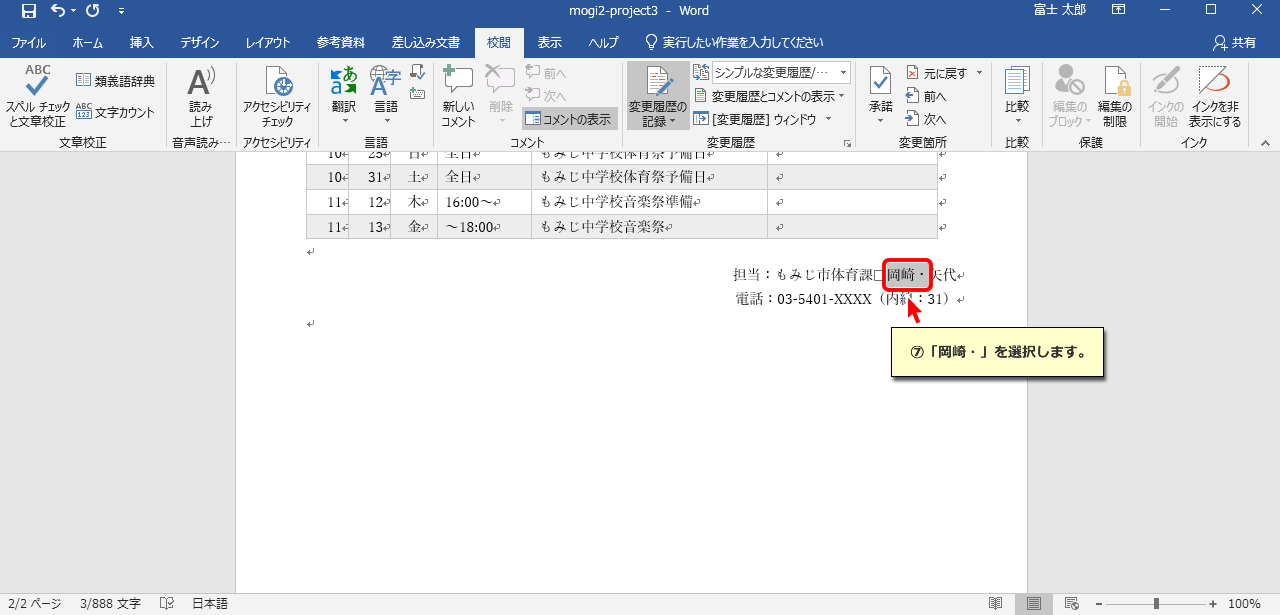 mogi2-project3 - Word
富士 太郎
ファイル ホーム 挿入 デザイン レイアウト 参考資料 差し込み文書 校閲 表示 ヘルプ 実行したい作業を入力してください 共有
ABC
スペル チェック
と文章校正
類義語辞典
ABC
123
文字カウント
文章校正
A
読み
上げ
音声読み…
アクセシビリティ
チェック
アクセシビリティ
あ
翻訳
A字
言語
言語
新しい
コメント
削除
前へ
次へ
コメントの表示
コメント
変更履歴の
記録
シンプルな変更履歴/…
変更履歴とコメントの表示
[変更履歴] ウィンドウ
変更履歴
承諾
元に戻す
前へ
次へ
変更箇所
比較
比較
編集の
ブロック
編集の
制限
保護
インクの
開始
インクを非
表示にする
インク
10 25 日 全日 もみじ中学校体育祭予備日
10 31 土 全日 もみじ中学校体育祭予備日
11 12 木 16:00～ もみじ中学校音楽祭準備
11 13 金 ～18:00 もみじ中学校音楽祭
担当：もみじ市体育課□岡崎・矢代
電話：03-5401-XXXX（内線：31）
⑦「岡崎・」を選択します。
2/2 ページ 3/888 文字 日本語 100%